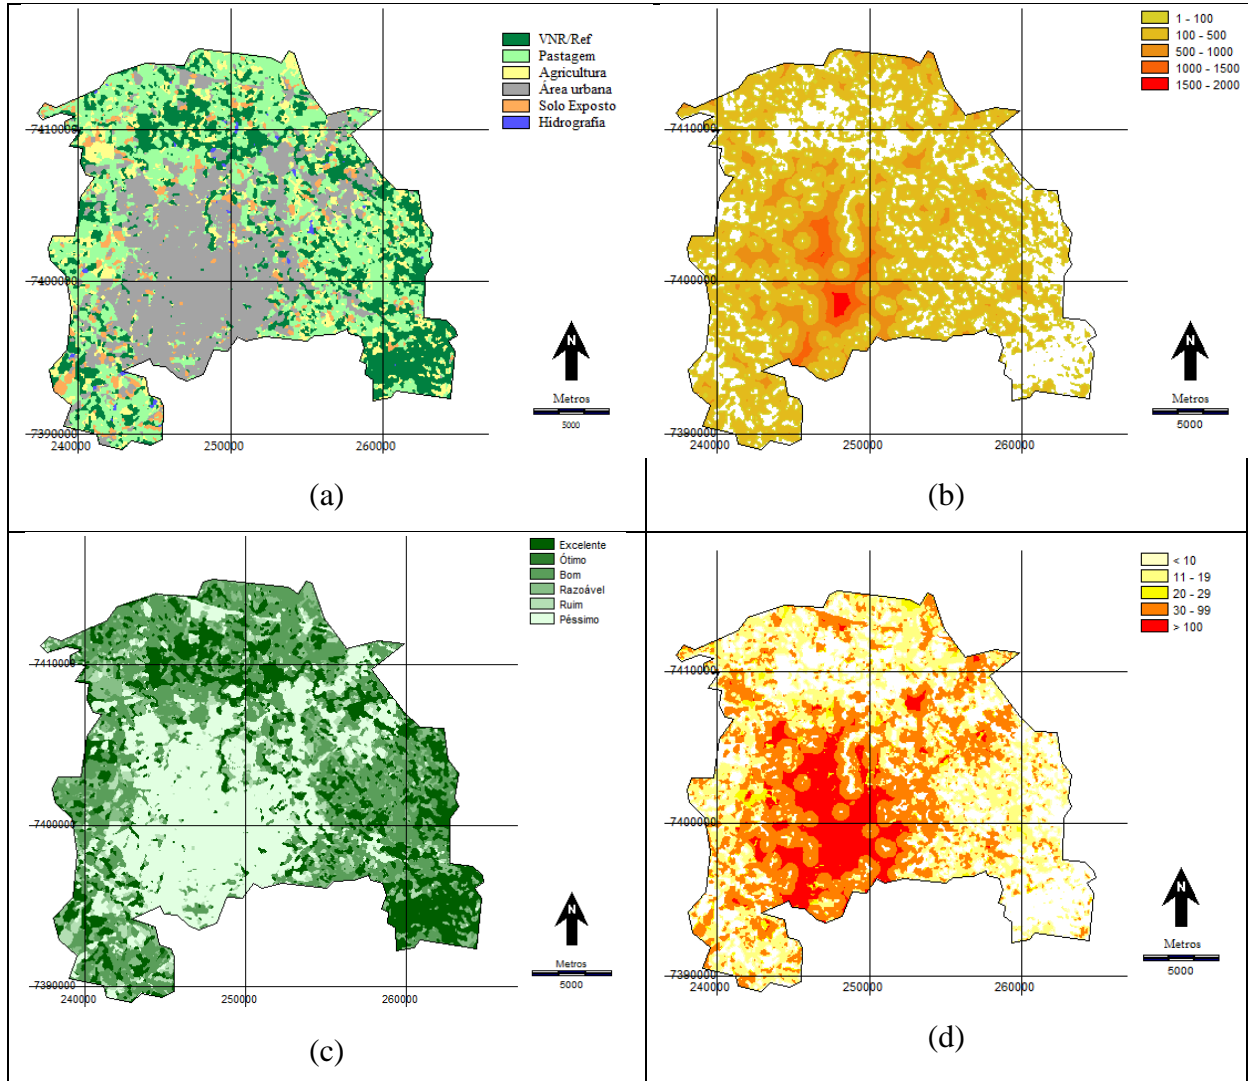 VNR/Ref
Pastagem
Agricultura
Área urbana
Solo Exposto
Hidrografia
7410000
7400000
7390000
240000
250000
260000
N
Metros
5000
(a)
1 - 100
100 - 500
500 - 1000
1000 - 1500
1500 - 2000
7410000
7400000
7390000
240000
250000
260000
N
Metros
5000
(b)
Excelente
Ótimo
Bom
Razoável
Ruim
Péssimo
7410000
7400000
7390000
240000
250000
260000
N
Metros
5000
(c)
< 10
11 - 19
20 - 29
30 - 99
> 100
7410000
7400000
7390000
240000
250000
260000
N
Metros
5000
(d)